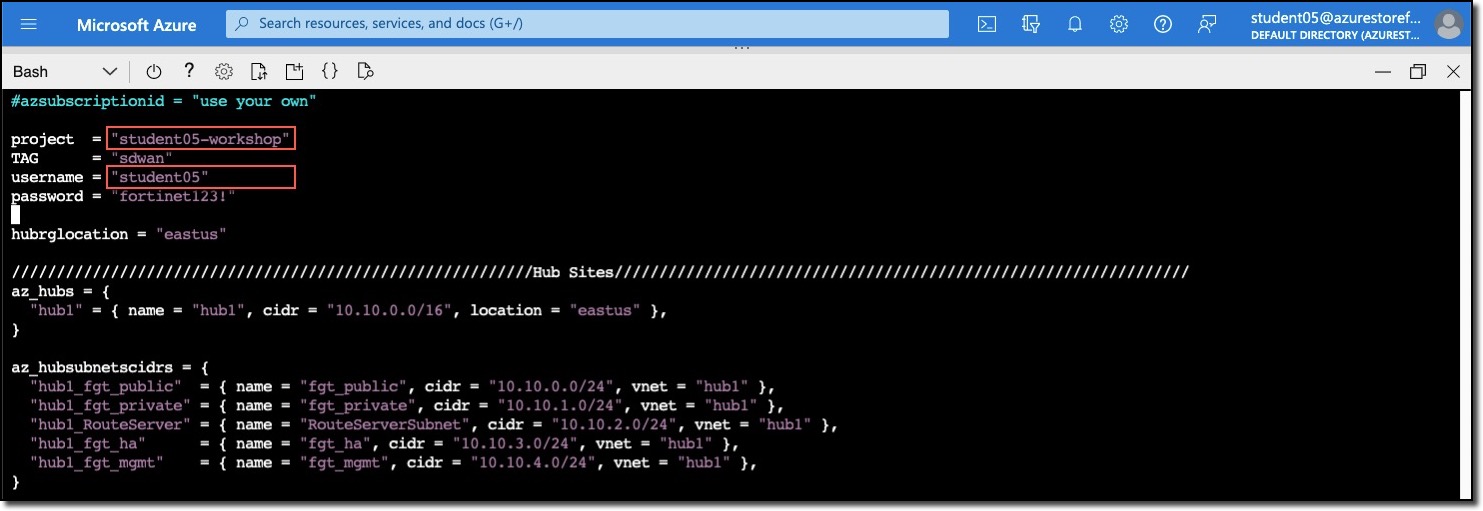 Microsoft Azure
Search resources, services, and docs (G+/)
student05@azurestoref...
DEFAULT DIRECTORY (AZUREST...
Bash
#azsubscriptionid = "use your own"
project  = "student05-workshop"
TAG      = "sdwan"
username = "student05"
password = "fortinet123!"
hubrglocation = "eastus"
//////////////////////////////////////////////////////////Hub Sites////////////////////////////////////////////////////////////////
az_hubs = {
  "hub1" = { name = "hub1", cidr = "10.10.0.0/16", location = "eastus" },
}
az_hubsubnetscidrs = {
  "hub1_fgt_public"  = { name = "fgt_public", cidr = "10.10.0.0/24", vnet = "hub1" },
  "hub1_fgt_private" = { name = "fgt_private", cidr = "10.10.1.0/24", vnet = "hub1" },
  "hub1_RouteServer" = { name = "RouteServerSubnet", cidr = "10.10.2.0/24", vnet = "hub1" },
  "hub1_fgt_ha"      = { name = "fgt_ha", cidr = "10.10.3.0/24", vnet = "hub1" },
  "hub1_fgt_mgmt"    = { name = "fgt_mgmt", cidr = "10.10.4.0/24", vnet = "hub1" },
}